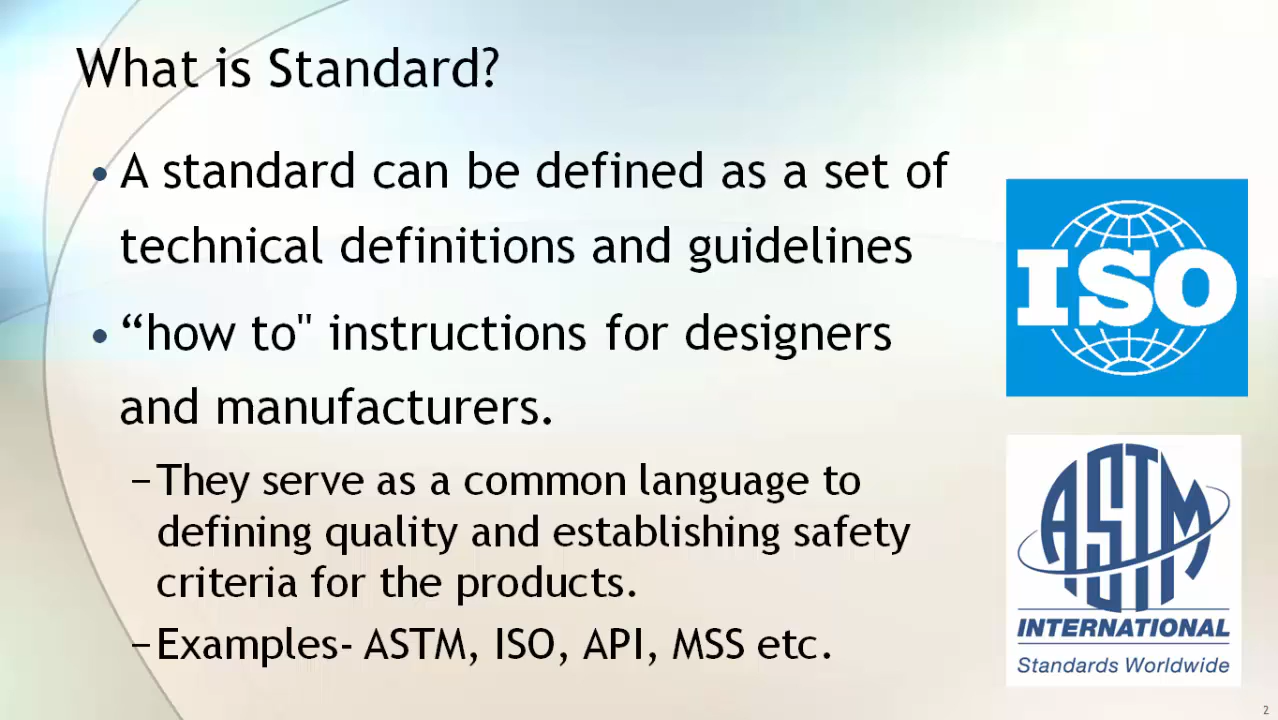 What is Standard?
• A standard can be defined as a set of
technical definitions and guidelines
• “how to" instructions for designers
and manufacturers.
–They serve as a common language to
defining quality and establishing safety
criteria for the products.
–Examples- ASTM, ISO, API, MSS etc.
ISO
ASTM
INTERNATIONAL
Standards Worldwide
2